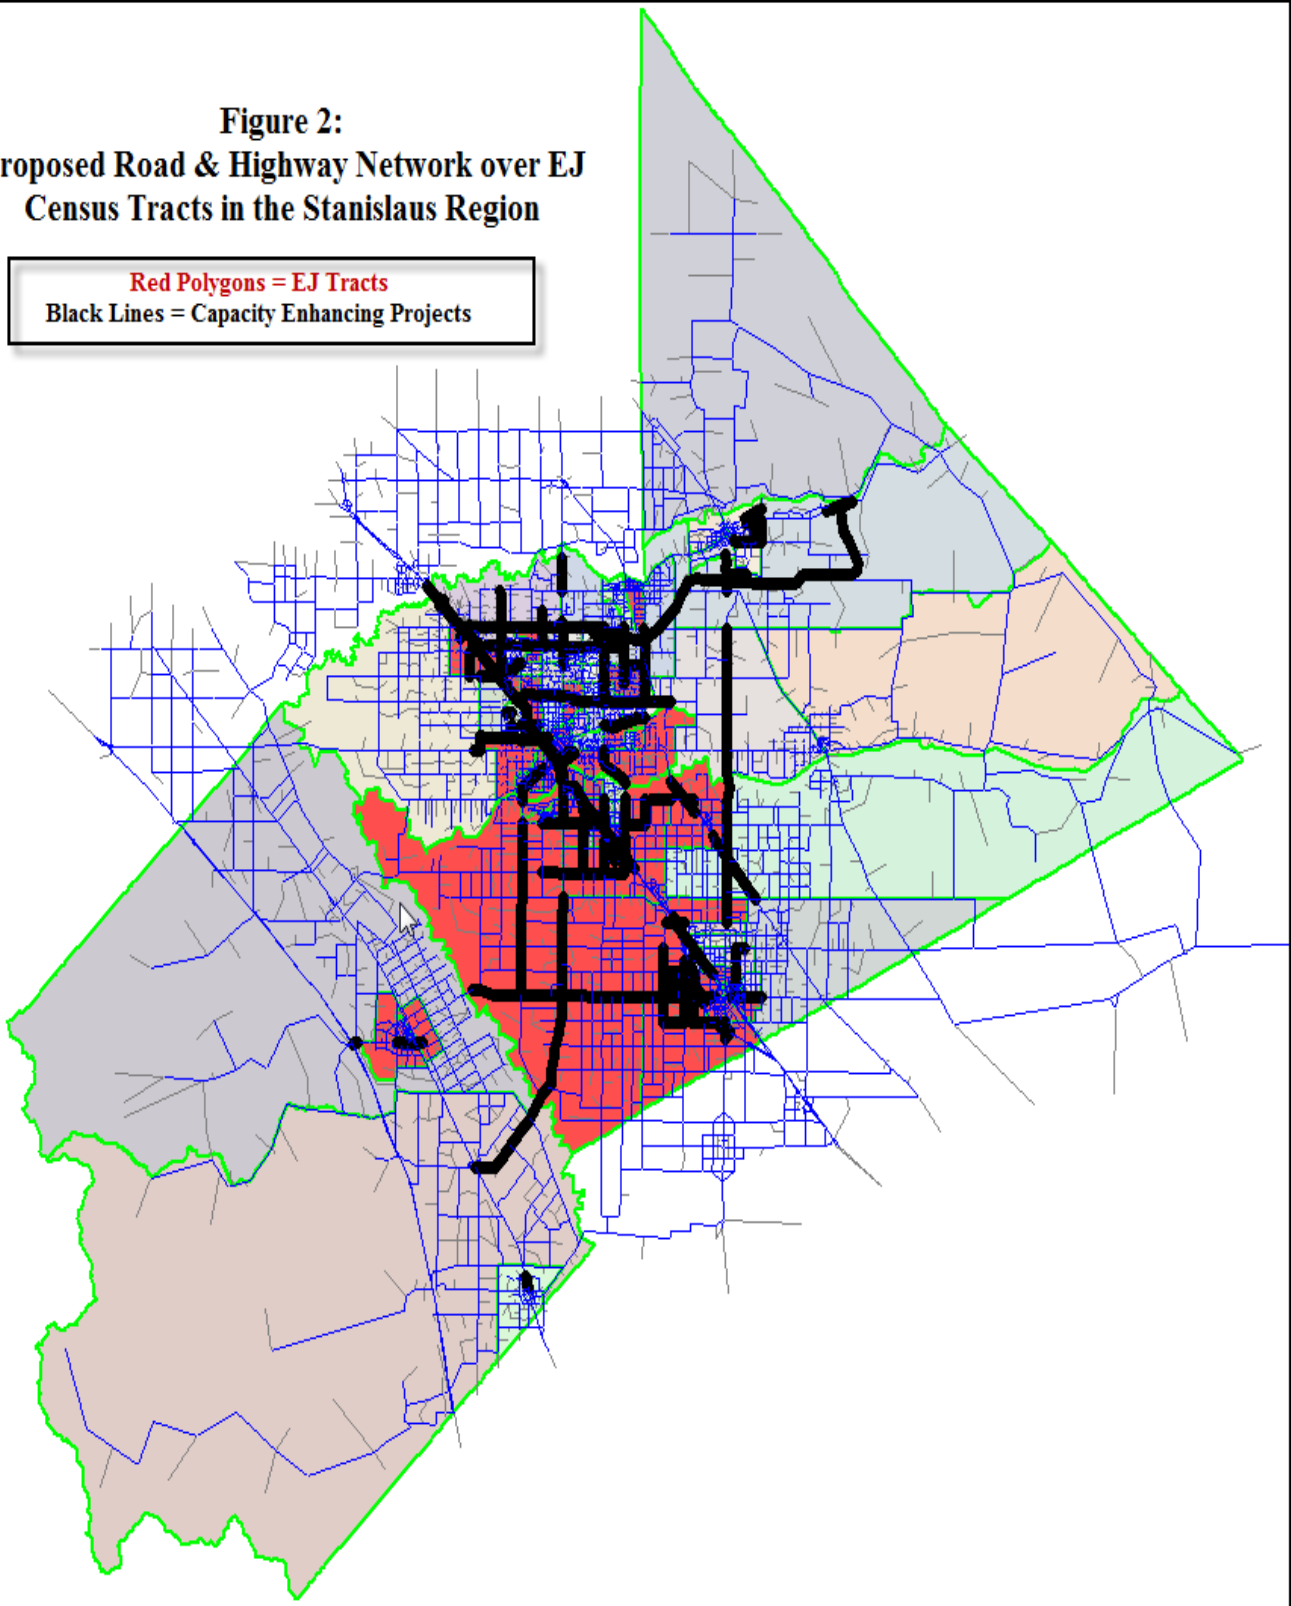 Figure 2:
roposed Road & Highway Network over EJ
Census Tracts in the Stanislaus Region
Red Polygons = EJ Tracts
Black Lines = Capacity Enhancing Projects